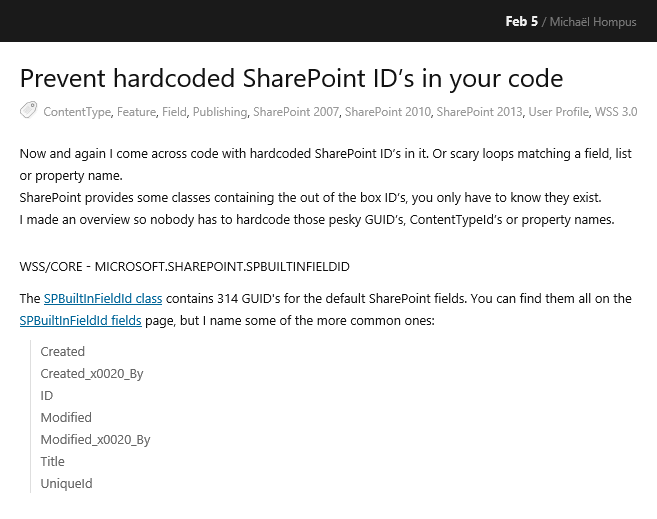 Feb 5 / Michaël Hompus
Prevent hardcoded SharePoint ID’s in your code
ContentType, Feature, Field, Publishing, SharePoint 2007, SharePoint 2010, SharePoint 2013, User Profile, WSS 3.0
Now and again I come across code with hardcoded SharePoint ID’s in it. Or scary loops matching a field, list
or property name.
SharePoint provides some classes containing the out of the box ID’s, you only have to know they exist.
I made an overview so nobody has to hardcode those pesky GUID’s, ContentTypeId’s or property names.
WSS/CORE - MICROSOFT.SHAREPOINT.SPBUILTINFIELDID
The SPBuiltInFieldId class contains 314 GUID's for the default SharePoint fields. You can find them all on the
SPBuiltInFieldId fields page, but I name some of the more common ones:
Created
Created_x0020_By
ID
Modified
Modified_x0020_By
Title
UniqueId